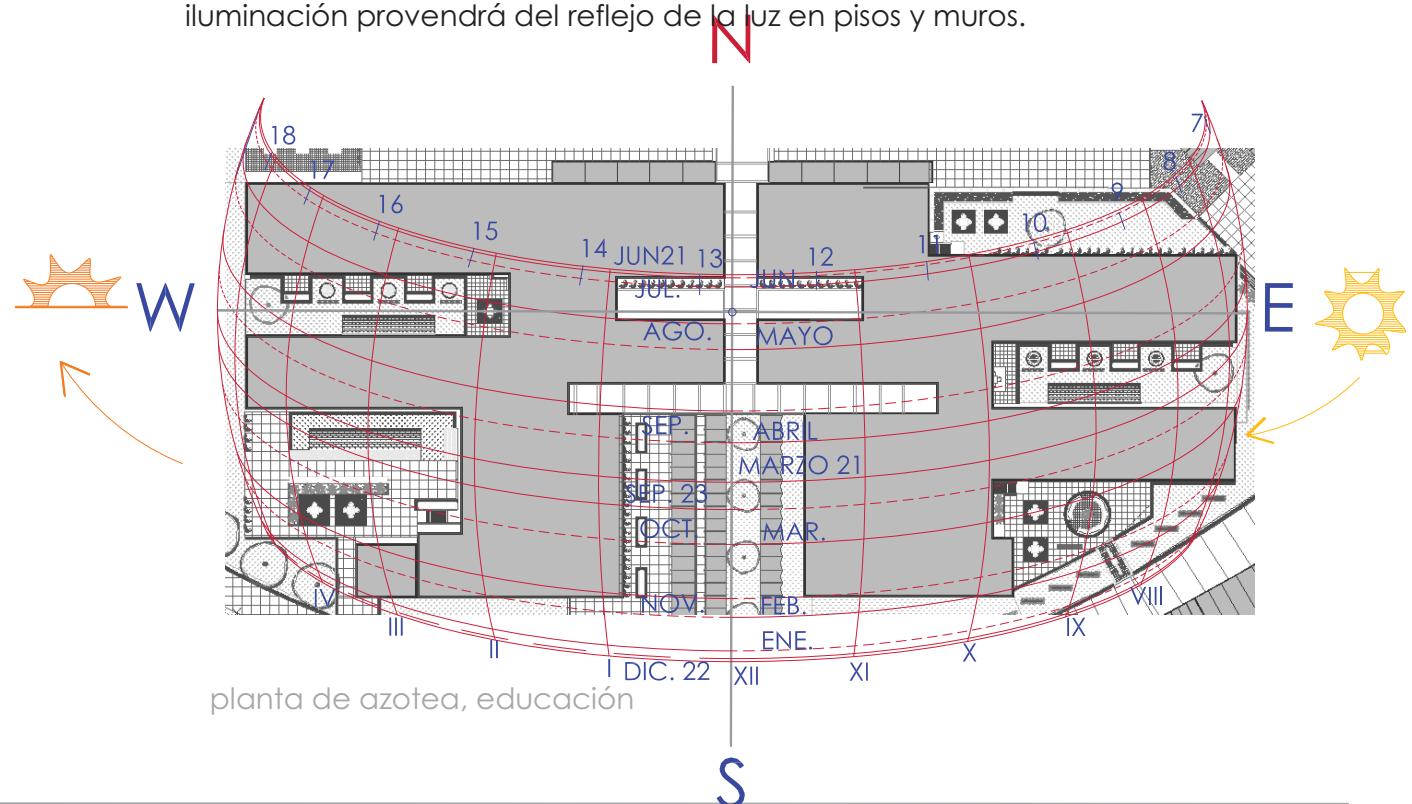 iluminación provendrá del reflejo de la luz en pisos y muros.
N
18
7
17
8
16
9
15
10
14 JUN21 13
12
11
JUL.
JUN.
W
E
AGO.
MAYO
SEP.
ABRIL
MARZO 21
SEP. 23
OCT
MAR.
IV
NOV.
FEB.
VIII
III
IX
II
ENE.
X
I
DIC. 22
XII
XI
planta de azotea, educación
S